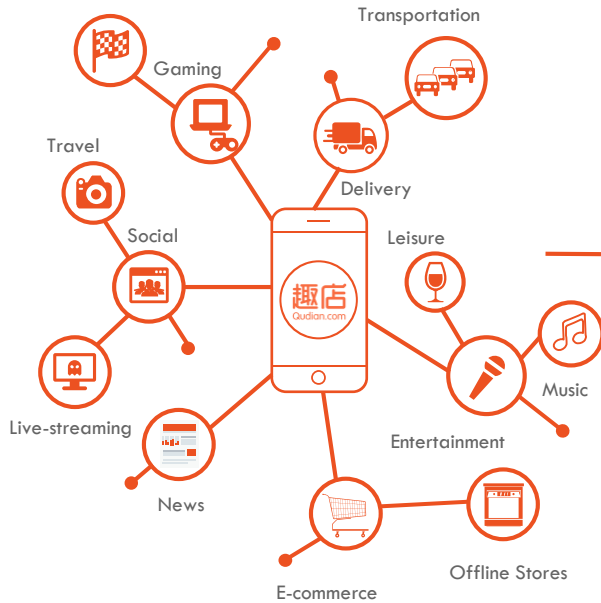 Transportation
Gaming
Travel
Delivery
Social
Leisure
趣店
Qudian.com
Music
Live-streaming
Entertainment
News
Offline Stores
E-commerce